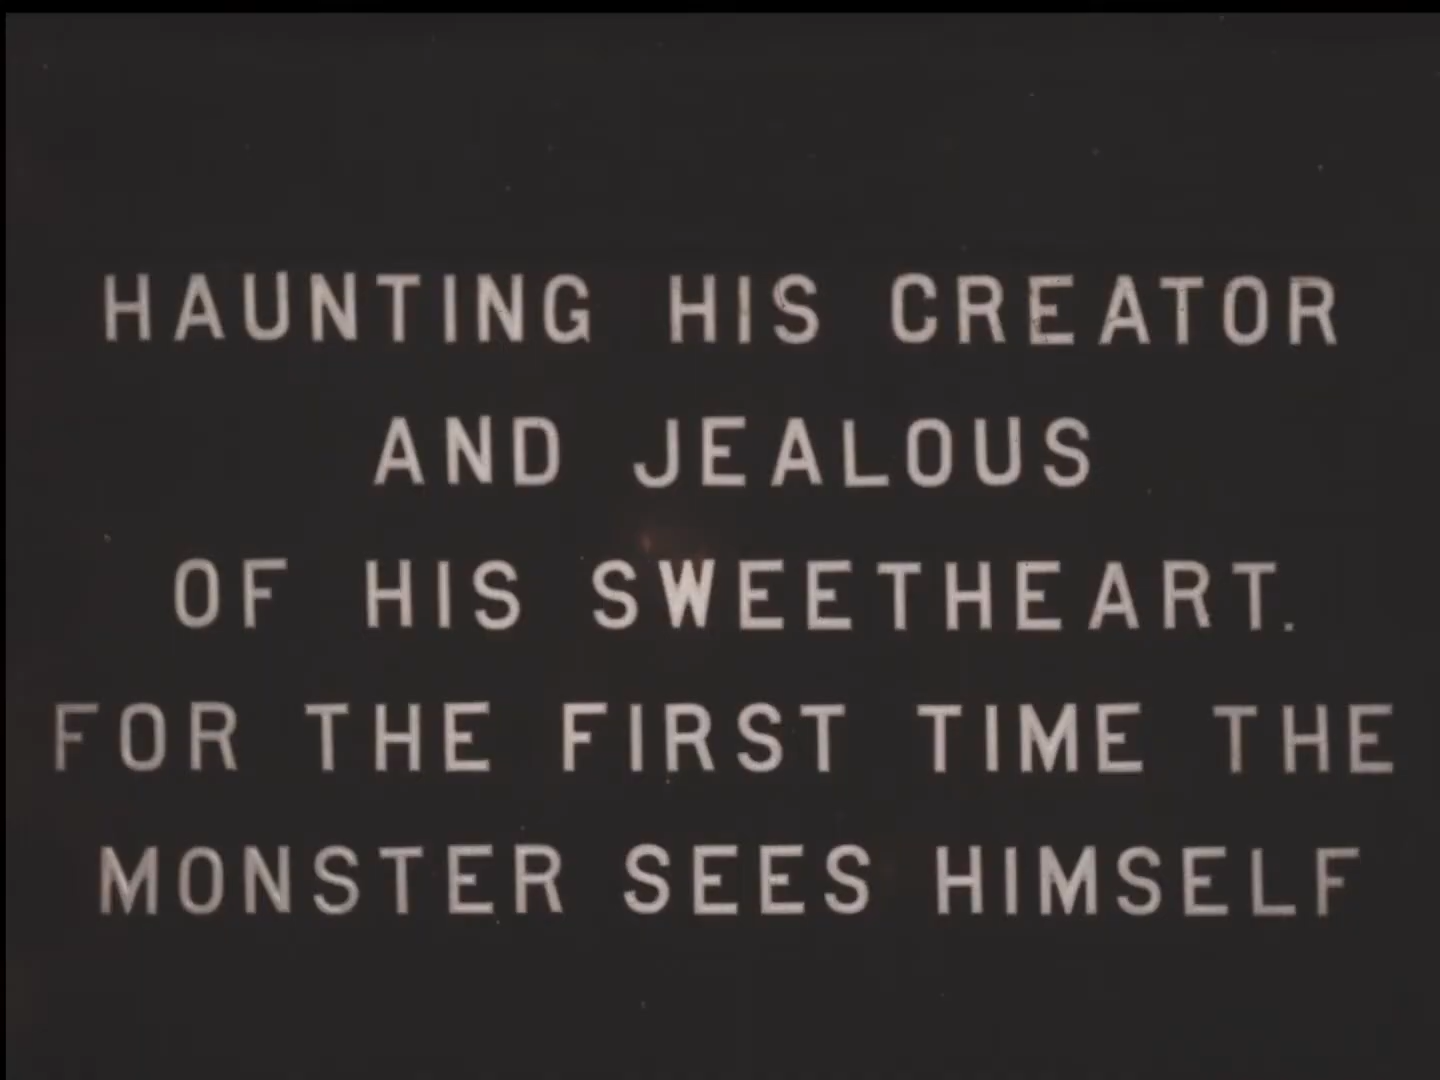 HAUNTING HIS CREATOR
AND JEALOUS
OF HIS SWEETHEART.
FOR THE FIRST TIME THE
MONSTER SEES HIMSELF